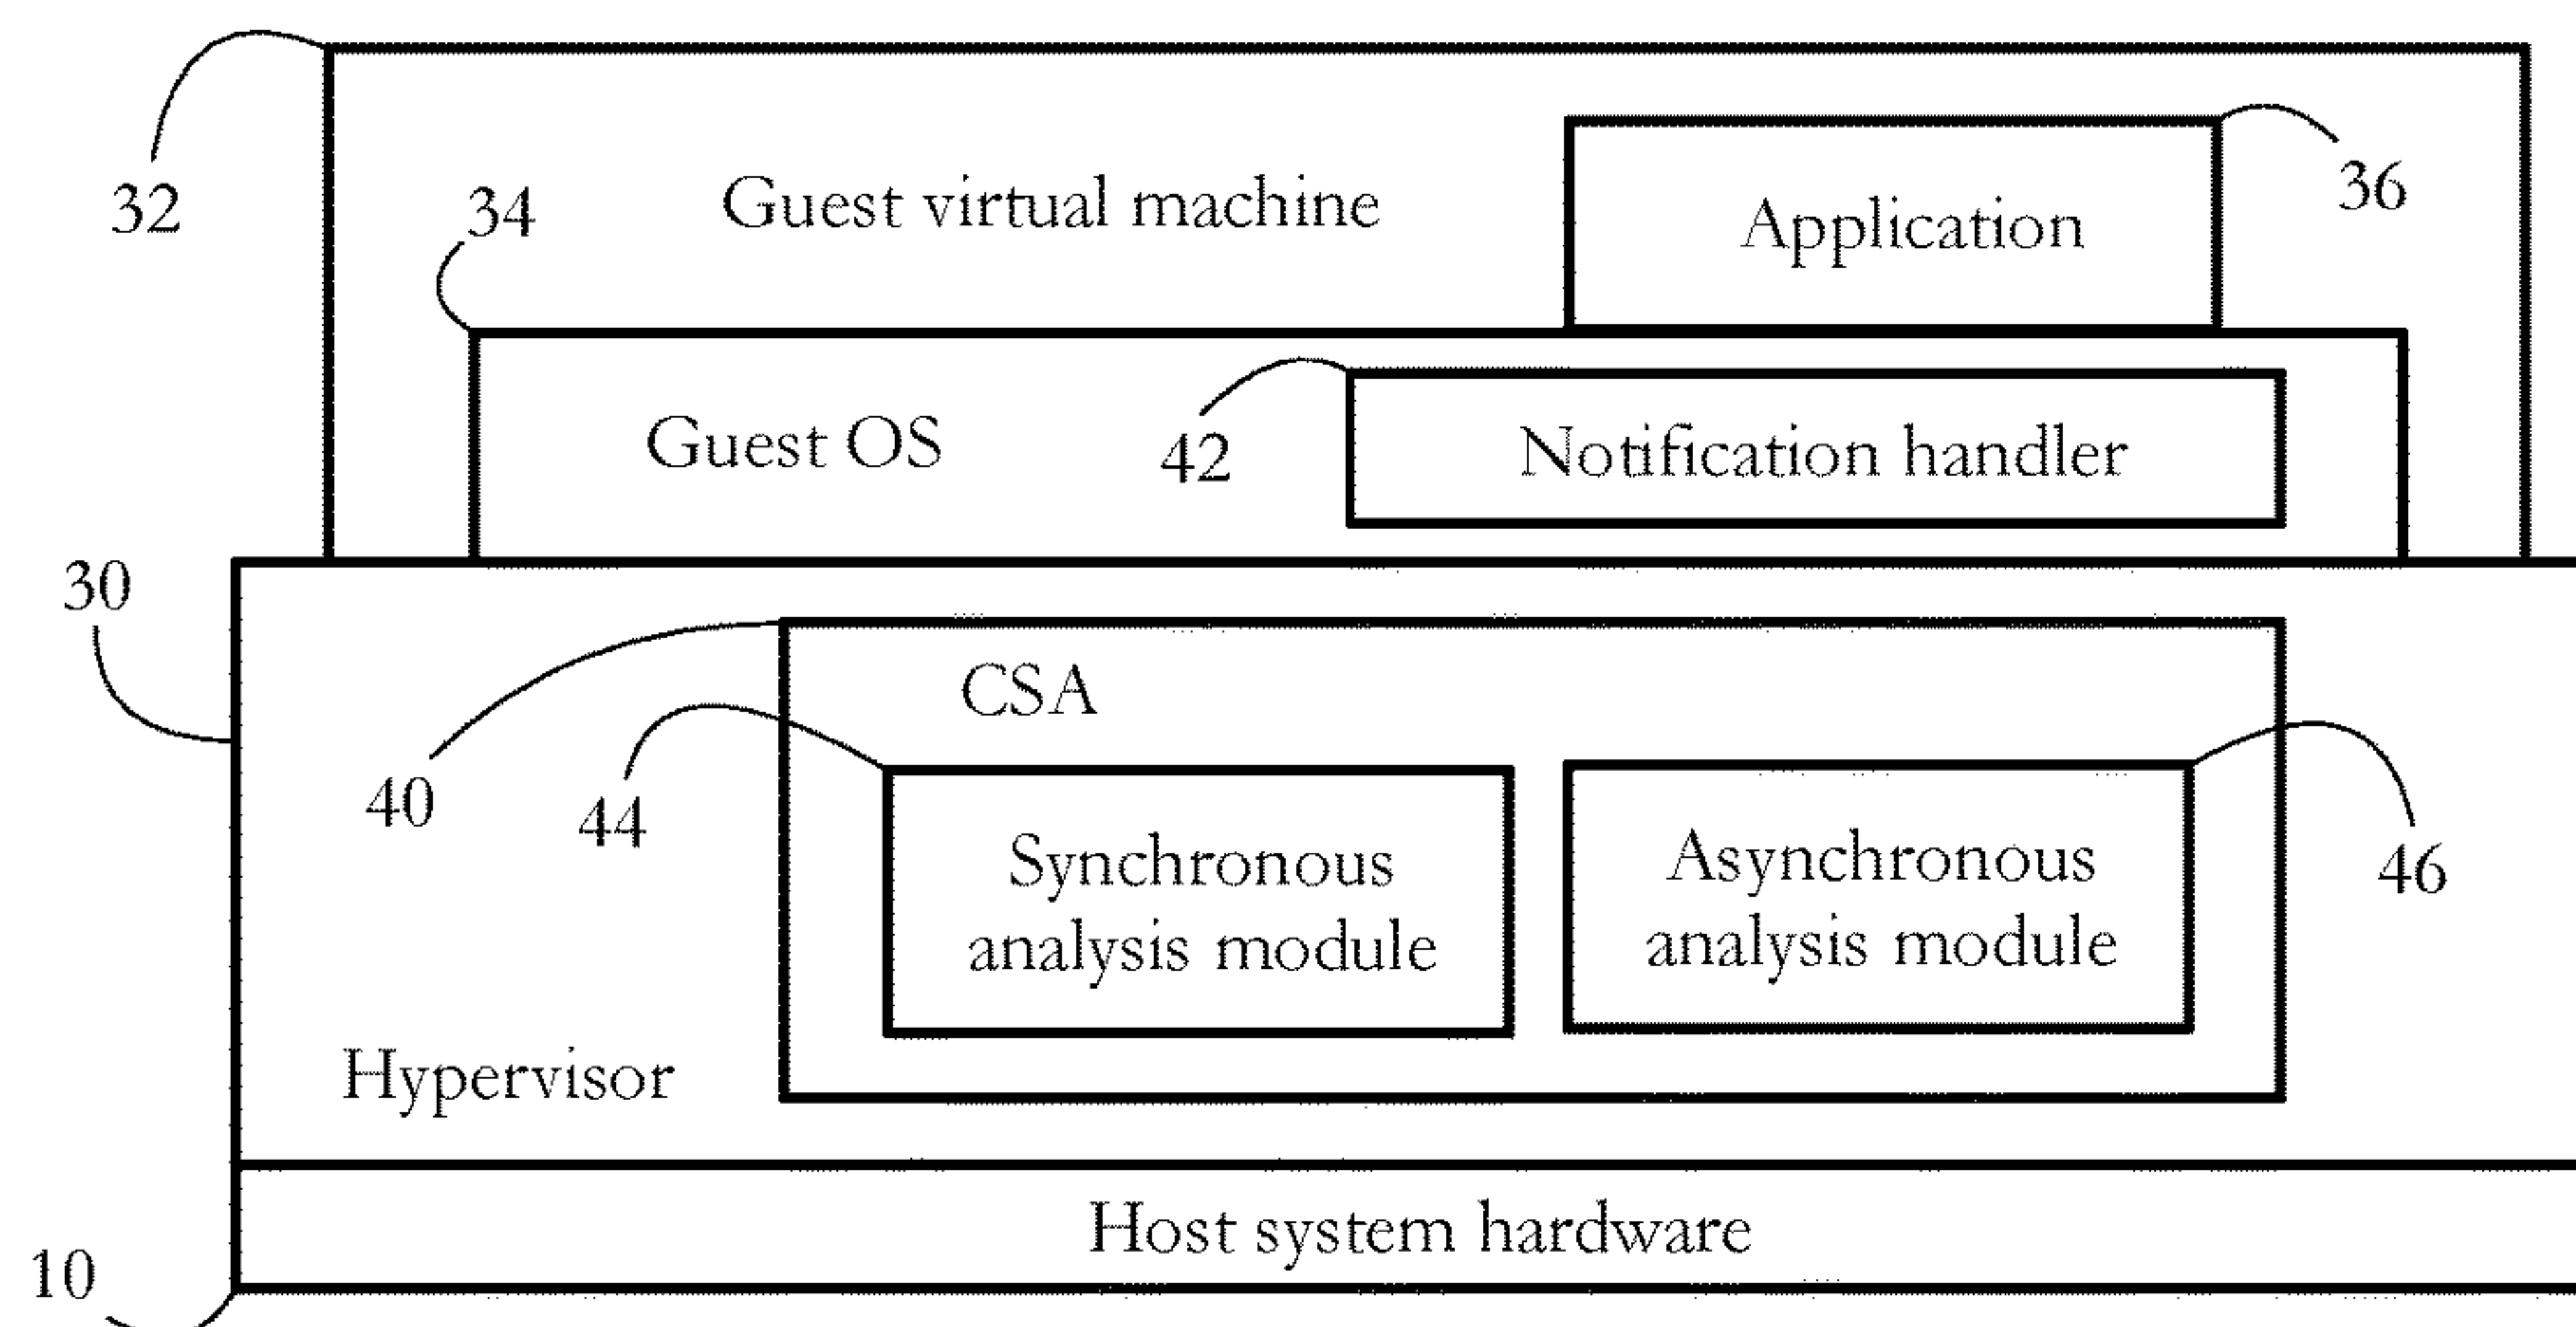 32
34
Guest virtual machine
Application
36
Guest OS
42
Notification handler
30
CSA
40
44
Synchronous
analysis module
Asynchronous
analysis module
46
Hypervisor
Host system hardware
10